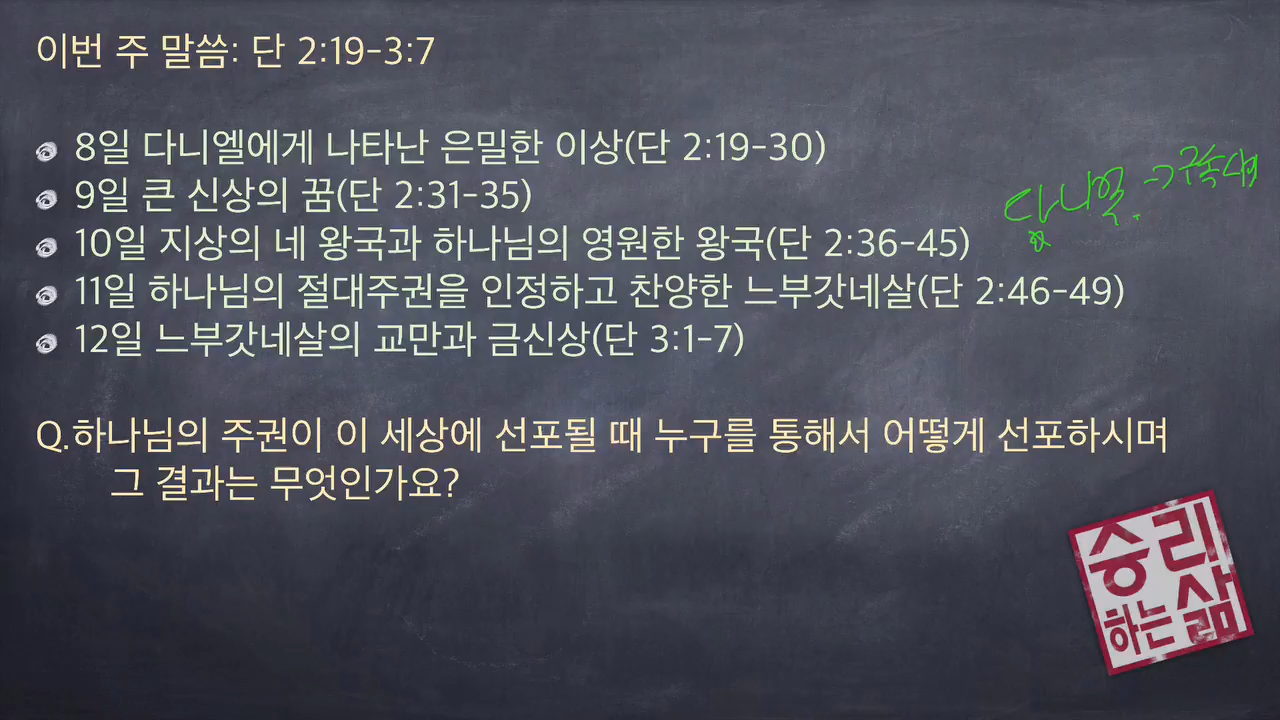 이번 주 말씀: 단 2:19-3:7
8일 다니엘에게 나타난 은밀한 이상(단 2:19-30)
9일 큰 신상의 꿈(단 2:31-35)
10일 지상의 네 왕국과 하나님의 영원한 왕국(단 2:36-45)
11일 하나님의 절대주권을 인정하고 찬양한 느부갓네살(단 2:46-49)
12일 느부갓네살의 교만과 금신상(단 3:1-7)
Q.하나님의 주권이 이 세상에 선포될 때 누구를 통해서 어떻게 선포하시며
그 결과는 무엇인가요?
승리
하는 삶